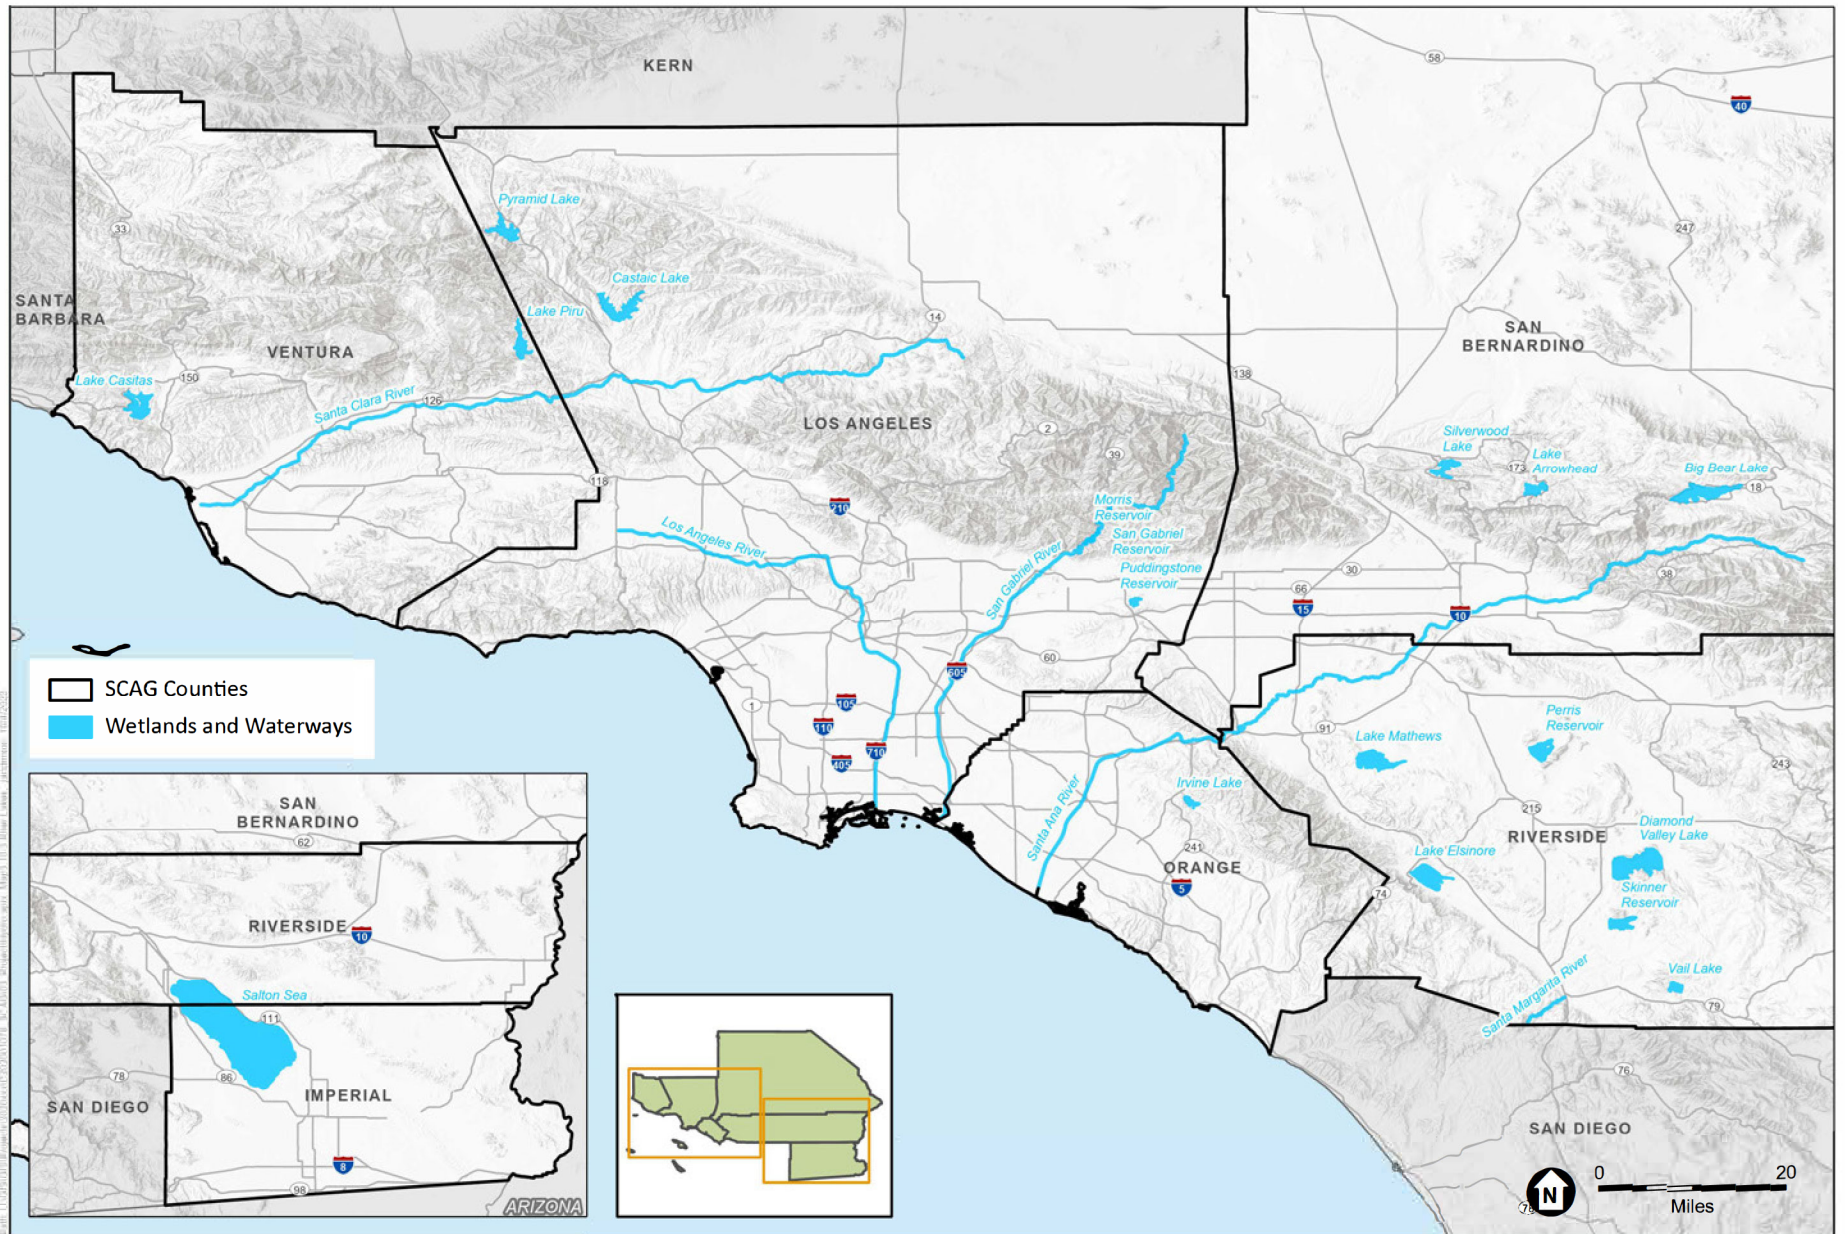 KERN
58
40
Pyramid Lake
33
247
Castaic Lake
SANTA
BARBARA
Lake Piru
14
SAN
BERNARDINO
VENTURA
Lake Casitas
150
138
Santa Clara River
126
LOS ANGELES
2
39
Silverwood
Lake
Lake
Arrowhead
173
Big Bear Lake
18
118
210
Morris
Reservoir
Los Angeles River
San Gabriel
Reservoir
San Gabriel River
Puddingstone
Reservoir
30
38
66
15
10
60
605
SCAG Counties
Wetlands and Waterways
1
105
110
710
405
91
Lake Mathews
Perris
Reservoir
243
Irvine Lake
Santa Ana River
215
RIVERSIDE
Diamond
Valley Lake
241
ORANGE
5
Lake Elsinore
74
Skinner
Reservoir
Santa Margarita River
Vail Lake
79
76
SAN DIEGO
SAN
BERNARDINO
62
RIVERSIDE
10
Salton Sea
111
78
86
SAN DIEGO
IMPERIAL
8
98
ARIZONA
N
0
20
Miles